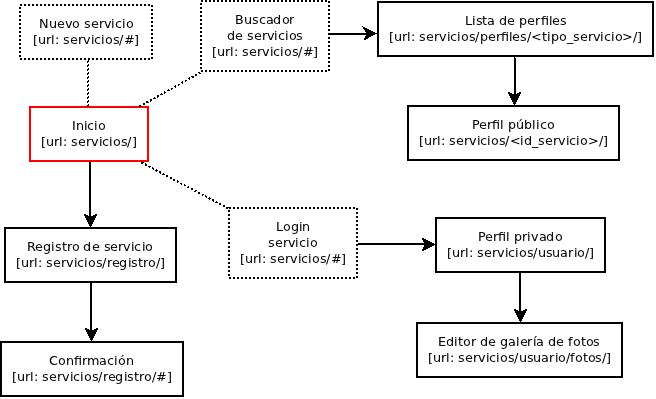 Nuevo servicio
[url: servicios/#]
Buscador
de servicios
[url: servicios/#]
Lista de perfiles
[url: servicios/perfiles/<tipo_servicio>/]
Inicio
[url: servicios/]
Perfil público
[url: servicios/<id_servicio>/]
Login
servicio
[url: servicios/#]
Perfil privado
[url: servicios/usuario/]
Registro de servicio
[url: servicios/registro/]
Editor de galería de fotos
[url: servicios/usuario/fotos/]
Confirmación
[url: servicios/registro/#]